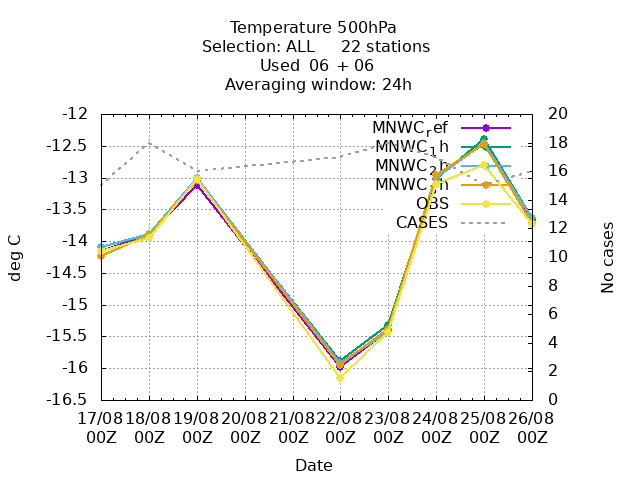 Temperature 500hPa
Selection: ALL 22 stations
Used 06 + 06
Averaging window: 24h
-12
-12.5
-13
-13.5
-14
-14.5
-15
-15.5
-16
-16.5
deg C
20
18
16
14
12
10
8
6
4
2
0
No cases
MNWC_ref
MNWC_1h
MNWC_2h
MNWC_3h
OBS
CASES
17/08 18/08 19/08 20/08 21/08 22/08 23/08 24/08 25/08 26/08
00Z 00Z 00Z 00Z 00Z 00Z 00Z 00Z 00Z 00Z
Date